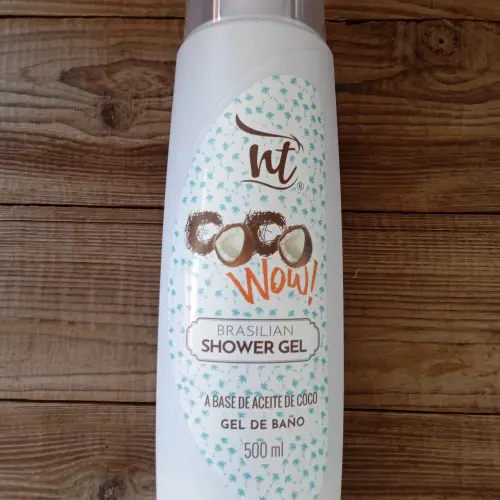 nt®
COCO
Wow!
BRASILIAN
SHOWER GEL
A BASE DE ACEITE DE COCO
GEL DE BAÑO
500 ml